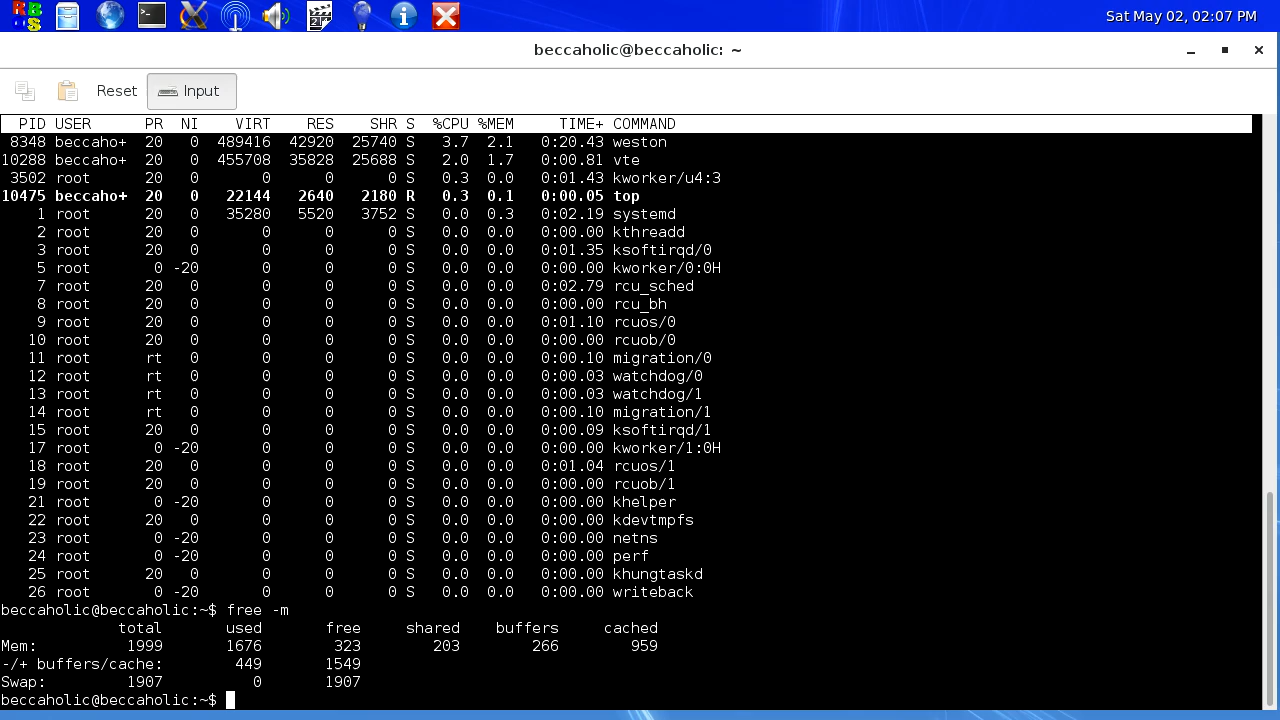 RBOS
Sat May 02, 02:07 PM
beccaholic@beccaholic: ~
Reset Input
PID USER PR NI VIRT RES SHR S %CPU %MEM TIME+ COMMAND
8348 beccaho+ 20 0 489416 42920 25740 S 3.7 2.1 0:20.43 weston
10288 beccaho+ 20 0 455708 35828 25688 S 2.0 1.7 0:00.81 vte
3502 root 20 0 0 0 0 S 0.3 0.0 0:01.43 kworker/u4:3
10475 beccaho+ 20 0 22144 2640 2180 R 0.3 0.1 0:00.05 top
1 root 20 0 35280 5520 3752 S 0.0 0.3 0:02.19 systemd
2 root 20 0 0 0 0 S 0.0 0.0 0:00.00 kthreadd
3 root 20 0 0 0 0 S 0.0 0.0 0:01.35 ksoftirqd/0
5 root 0 -20 0 0 0 S 0.0 0.0 0:00.00 kworker/0:0H
7 root 20 0 0 0 0 S 0.0 0.0 0:02.79 rcu_sched
8 root 20 0 0 0 0 S 0.0 0.0 0:00.00 rcu_bh
9 root 20 0 0 0 0 S 0.0 0.0 0:01.10 rcuos/0
10 root 20 0 0 0 0 S 0.0 0.0 0:00.00 rcuob/0
11 root rt 0 0 0 0 S 0.0 0.0 0:00.10 migration/0
12 root rt 0 0 0 0 S 0.0 0.0 0:00.03 watchdog/0
13 root rt 0 0 0 0 S 0.0 0.0 0:00.03 watchdog/1
14 root rt 0 0 0 0 S 0.0 0.0 0:00.10 migration/1
15 root 20 0 0 0 0 S 0.0 0.0 0:00.09 ksoftirqd/1
17 root 0 -20 0 0 0 S 0.0 0.0 0:00.00 kworker/1:0H
18 root 20 0 0 0 0 S 0.0 0.0 0:01.04 rcuos/1
19 root 20 0 0 0 0 S 0.0 0.0 0:00.00 rcuob/1
21 root 0 -20 0 0 0 S 0.0 0.0 0:00.00 khelper
22 root 20 0 0 0 0 S 0.0 0.0 0:00.00 kdevtmpfs
23 root 0 -20 0 0 0 S 0.0 0.0 0:00.00 netns
24 root 0 -20 0 0 0 S 0.0 0.0 0:00.00 perf
25 root 20 0 0 0 0 S 0.0 0.0 0:00.00 khungtaskd
26 root 0 -20 0 0 0 S 0.0 0.0 0:00.00 writeback
beccaholic@beccaholic:~$ free -m
total used free shared buffers cached
Mem: 1999 1676 323 203 266 959
-/+ buffers/cache: 449 1549
Swap: 1907 0 1907
beccaholic@beccaholic:~$